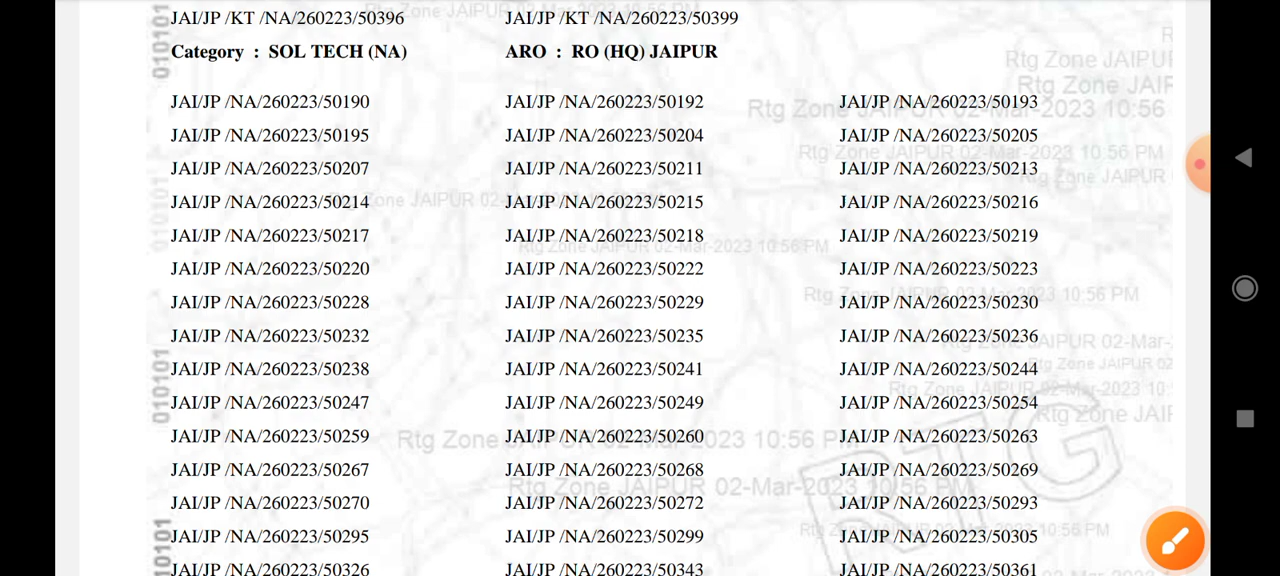 JAI/JP /KT /NA/260223/50396 JAI/JP /KT /NA/260223/50399
Category : SOL TECH (NA) ARO : RO (HQ) JAIPUR
JAI/JP /NA/260223/50190 JAI/JP /NA/260223/50192 JAI/JP /NA/260223/50193
JAI/JP /NA/260223/50195 JAI/JP /NA/260223/50204 JAI/JP /NA/260223/50205
JAI/JP /NA/260223/50207 JAI/JP /NA/260223/50211 JAI/JP /NA/260223/50213
JAI/JP /NA/260223/50214 JAI/JP /NA/260223/50215 JAI/JP /NA/260223/50216
JAI/JP /NA/260223/50217 JAI/JP /NA/260223/50218 JAI/JP /NA/260223/50219
JAI/JP /NA/260223/50220 JAI/JP /NA/260223/50222 JAI/JP /NA/260223/50223
JAI/JP /NA/260223/50228 JAI/JP /NA/260223/50229 JAI/JP /NA/260223/50230
JAI/JP /NA/260223/50232 JAI/JP /NA/260223/50235 JAI/JP /NA/260223/50236
JAI/JP /NA/260223/50238 JAI/JP /NA/260223/50241 JAI/JP /NA/260223/50244
JAI/JP /NA/260223/50247 JAI/JP /NA/260223/50249 JAI/JP /NA/260223/50254
JAI/JP /NA/260223/50259 JAI/JP /NA/260223/50260 JAI/JP /NA/260223/50263
JAI/JP /NA/260223/50267 JAI/JP /NA/260223/50268 JAI/JP /NA/260223/50269
JAI/JP /NA/260223/50270 JAI/JP /NA/260223/50272 JAI/JP /NA/260223/50293
JAI/JP /NA/260223/50295 JAI/JP /NA/260223/50299 JAI/JP /NA/260223/50305
JAI/JP /NA/260223/50326 JAI/JP /NA/260223/50343 JAI/JP /NA/260223/50361